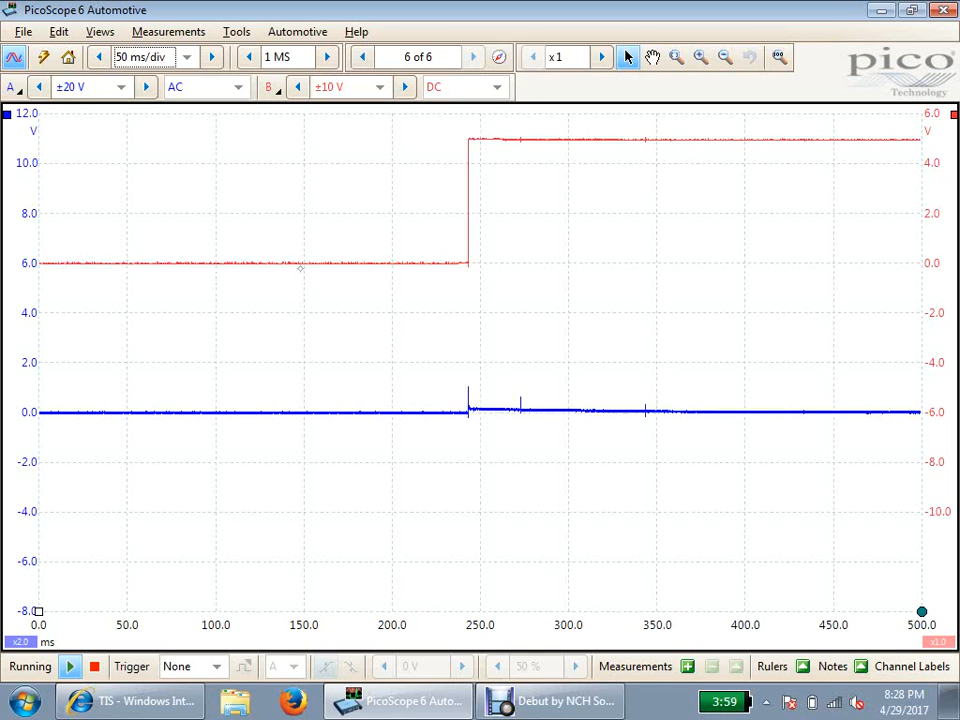 PicoScope 6 Automotive
File Edit Views Measurements Tools Automotive Help
50 ms/div 1 MS 6 of 6 x 1
pico
Technology
A ±20 V AC B ±10 V DC
12.0 6.0
V V
10.0 4.0
8.0 2.0
6.0 0.0
4.0 -2.0
2.0 -4.0
0.0 -6.0
-2.0 -8.0
-4.0 -10.0
-6.0
-8.0
0.0 50.0 100.0 150.0 200.0 250.0 300.0 350.0 400.0 450.0 500.0
x2.0 ms x1.0
Running Trigger None A 0 V 50 % Measurements Rulers Notes Channel Labels
TIS - Windows Int... PicoScope 6 Auto... Debut by NCH So... 3:59 8:28 PM
4/29/2017